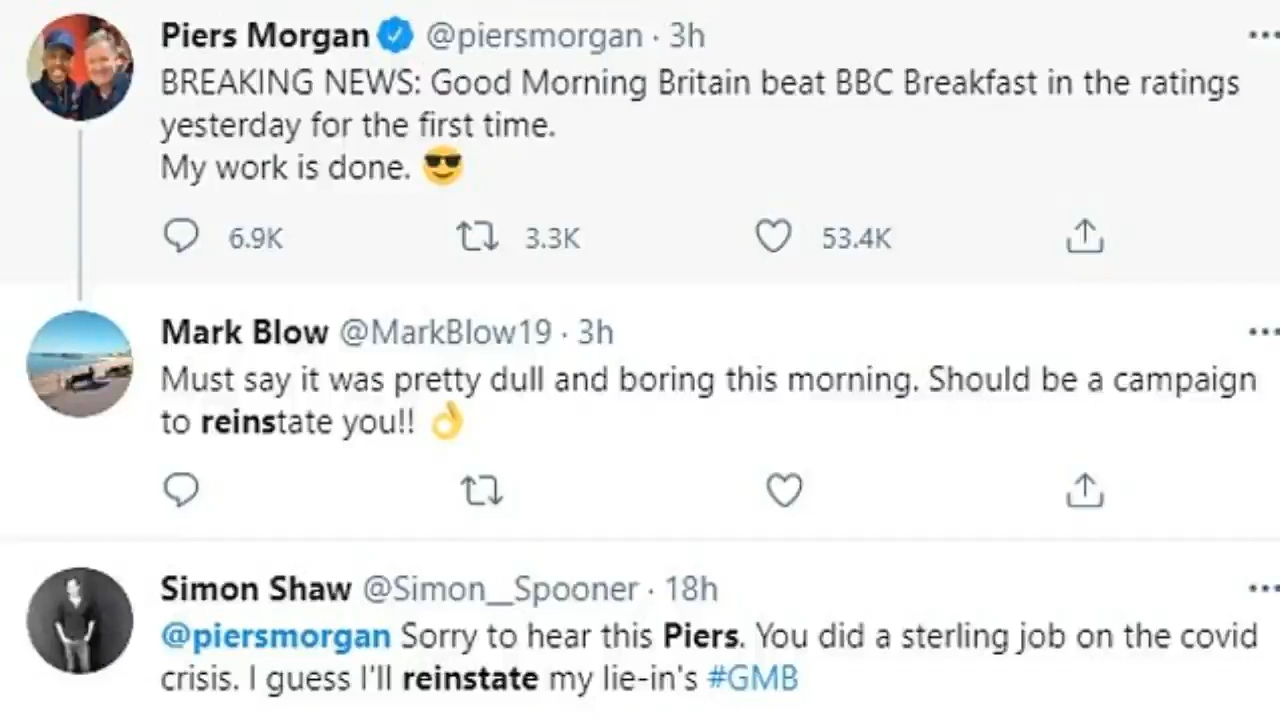 Piers Morgan @piersmorgan · 3h
BREAKING NEWS: Good Morning Britain beat BBC Breakfast in the ratings
yesterday for the first time.
My work is done. 😎
6.9K 3.3K 53.4K
Mark Blow @MarkBlow19 · 3h
Must say it was pretty dull and boring this morning. Should be a campaign
to reinstate you!! 👌
Simon Shaw @Simon__Spooner · 18h
@piersmorgan Sorry to hear this Piers. You did a sterling job on the covid
crisis. I guess I'll reinstate my lie-in's #GMB